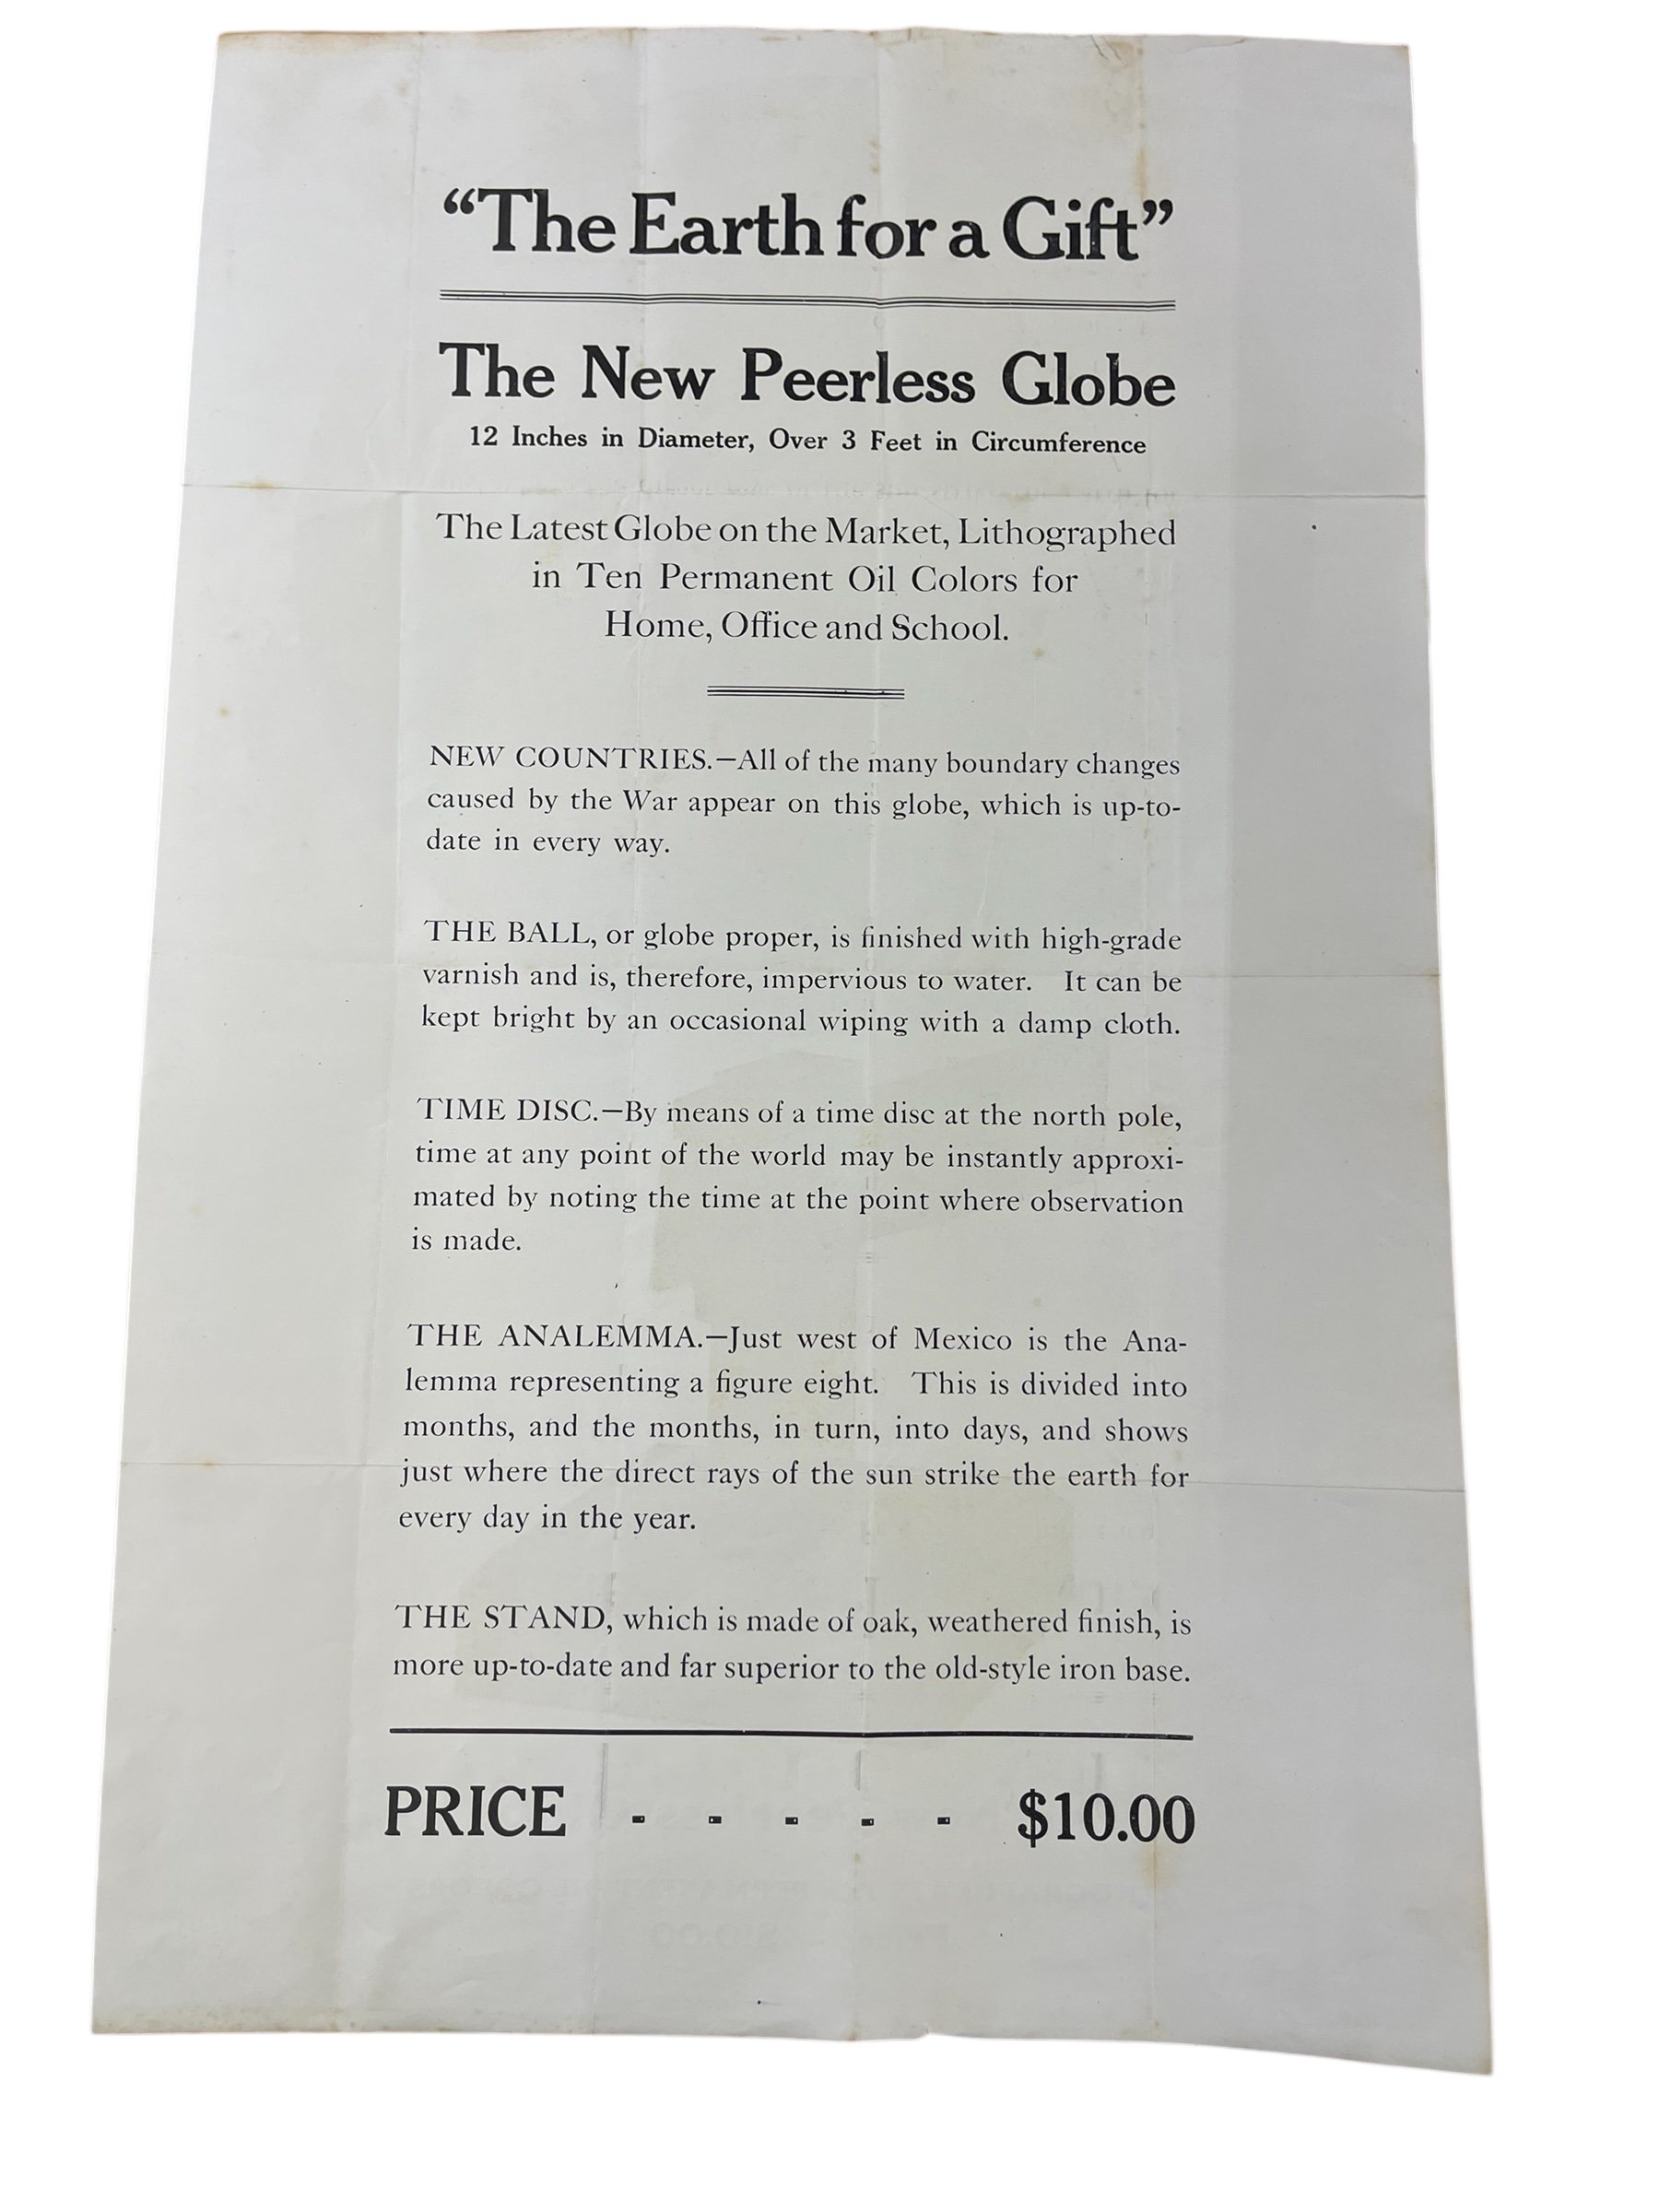 “The Earth for a Gift”
The New Peerless Globe
12 Inches in Diameter, Over 3 Feet in Circumference
The Latest Globe on the Market, Lithographed
in Ten Permanent Oil Colors for
Home, Office and School.
NEW COUNTRIES.—All of the many boundary changes
caused by the War appear on this globe, which is up-to-
date in every way.
THE BALL, or globe proper, is finished with high-grade
varnish and is, therefore, impervious to water. It can be
kept bright by an occasional wiping with a damp cloth.
TIME DISC.—By means of a time disc at the north pole,
time at any point of the world may be instantly approxi-
mated by noting the time at the point where observation
is made.
THE ANALEMMA.—Just west of Mexico is the Ana-
lemma representing a figure eight. This is divided into
months, and the months, in turn, into days, and shows
just where the direct rays of the sun strike the earth for
every day in the year.
THE STAND, which is made of oak, weathered finish, is
more up-to-date and far superior to the old-style iron base.
PRICE - - - - - $10.00